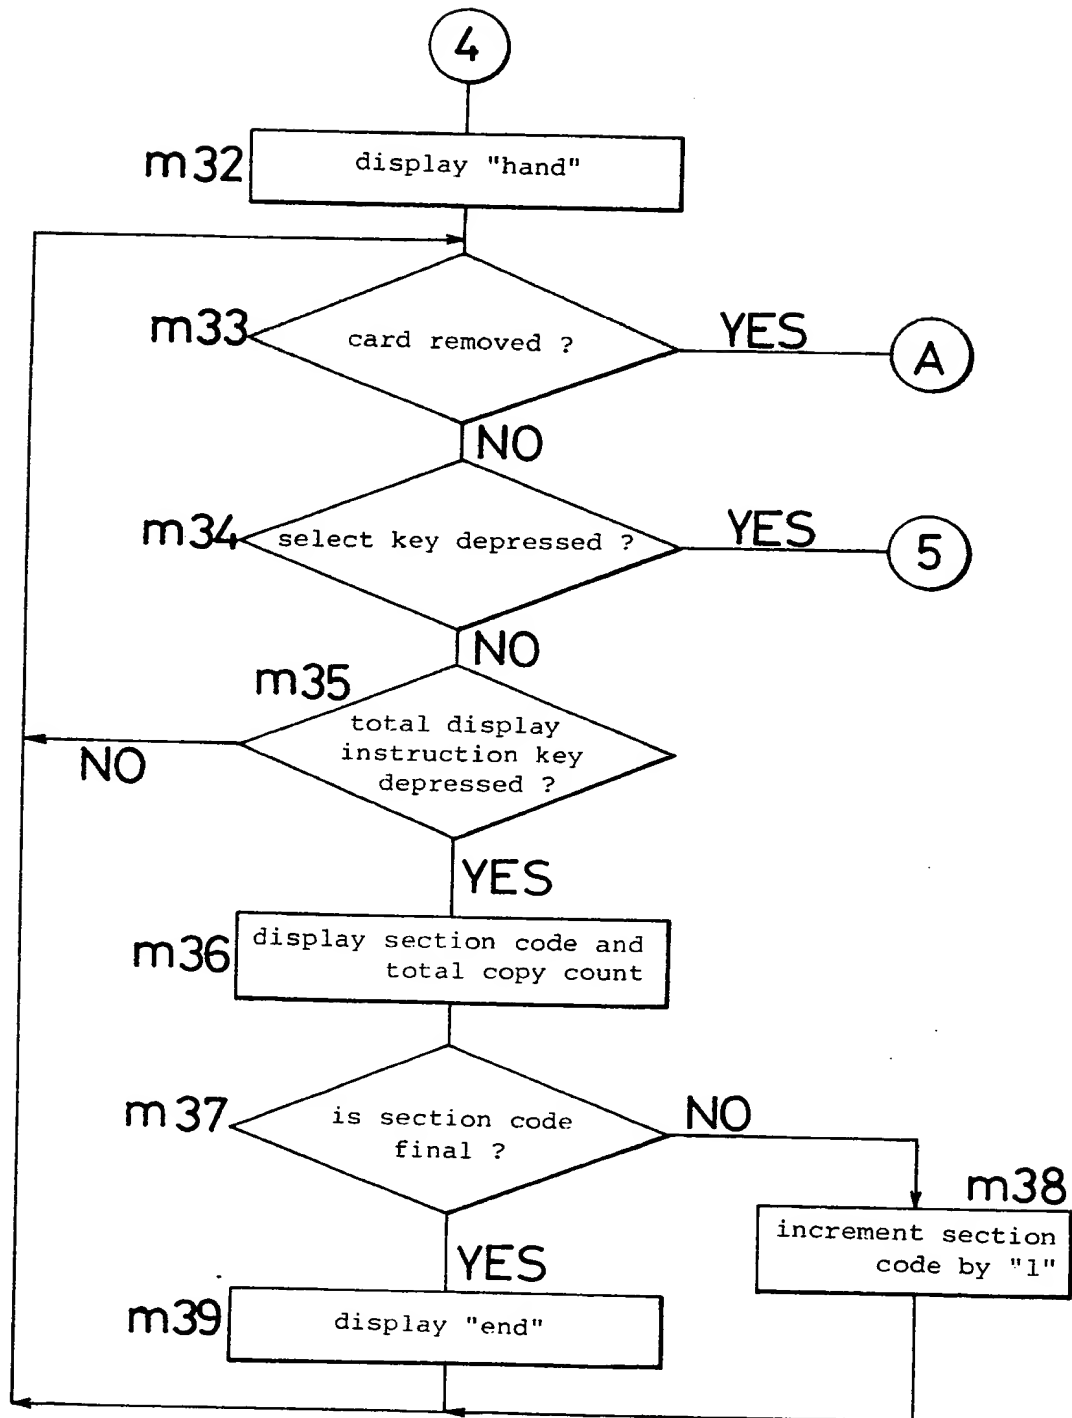 4
m32
display "hand"
m33
card removed ?
YES
A
NO
m34
select key depressed ?
YES
5
NO
m35
total display
instruction key
depressed ?
NO
YES
m36
display section code and
total copy count
m37
is section code
final ?
NO
m38
increment section
code by "1"
YES
m39
display "end"